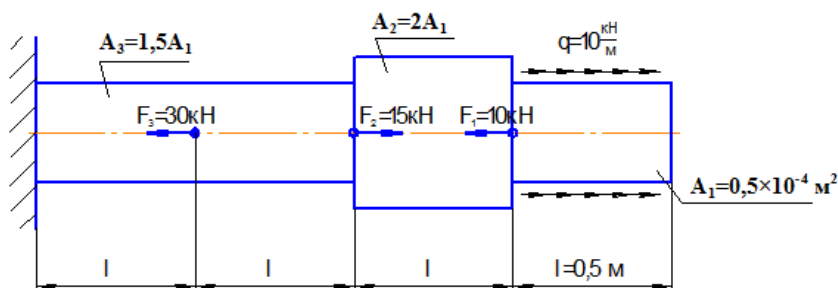 A₃=1,5A₁
A₂=2A₁
q=10 кН/м
F₃=30кН
F₂=15кН
F₁=10кН
A₁=0,5×10⁻⁴ м²
l
l
l
l=0,5 м